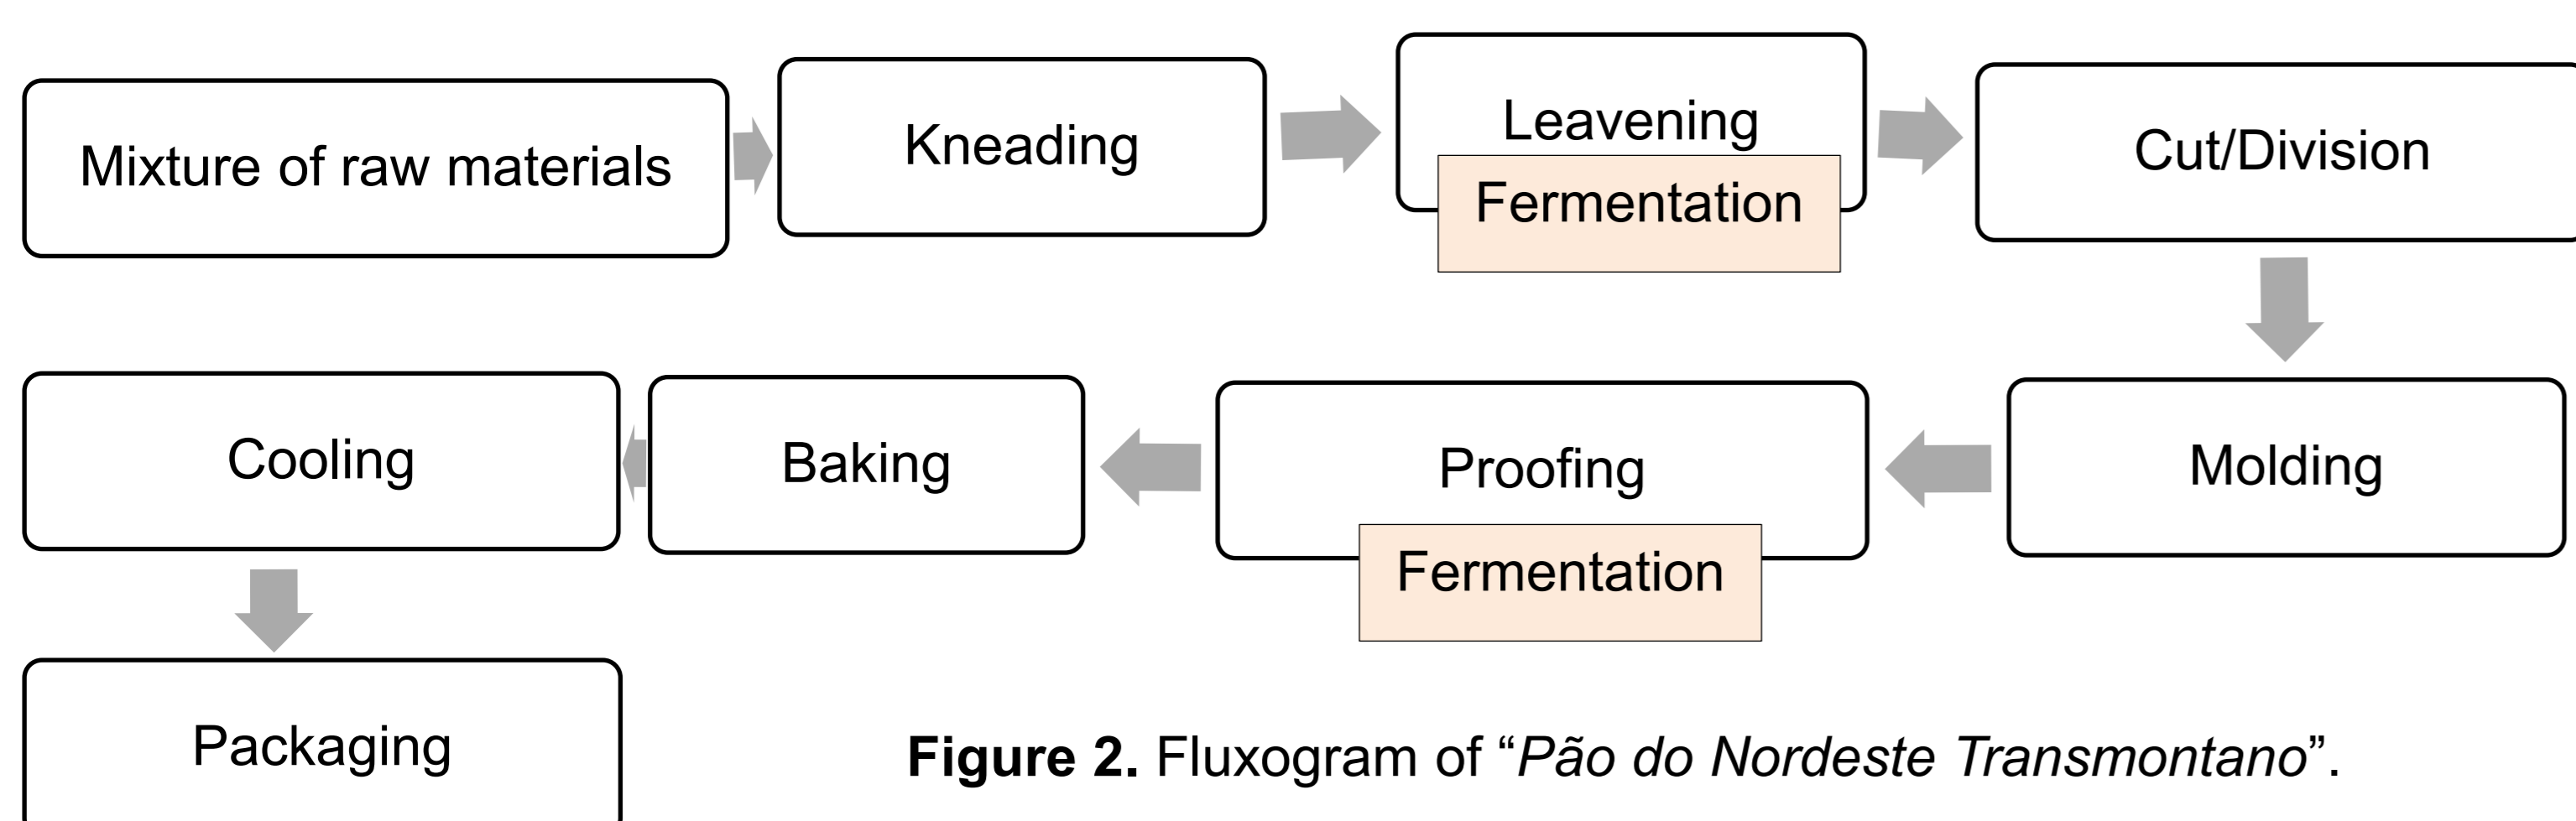 Mixture of raw materials
Kneading
Leavening
Fermentation
Cut/Division
Molding
Proofing
Fermentation
Baking
Cooling
Packaging
Figure 2. Fluxogram of “Pão do Nordeste Transmontano”.